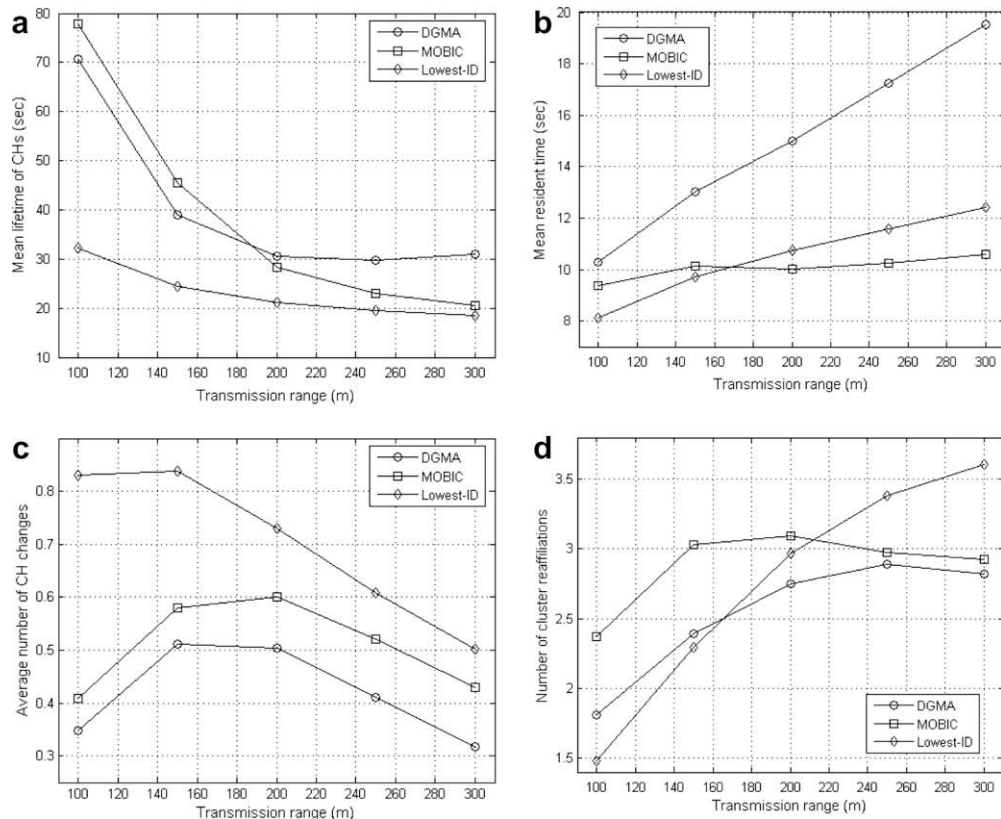 a
80
70
60
50
40
30
20
10
Mean lifetime of CHs (sec)
DGMA
MOBIC
Lowest-ID
100 120 140 160 180 200 220 240 260 280 300
Transmission range (m)
b
20
18
16
14
12
10
8
Mean resident time (sec)
DGMA
MOBIC
Lowest-ID
100 120 140 160 180 200 220 240 260 280 300
Transmission range (m)
c
0.8
0.7
0.6
0.5
0.4
0.3
Average number of CH changes
DGMA
MOBIC
Lowest-ID
100 120 140 160 180 200 220 240 260 280 300
Transmission range (m)
d
3.5
3
2.5
2
1.5
Number of cluster reaffiliations
DGMA
MOBIC
Lowest-ID
100 120 140 160 180 200 220 240 260 280 300
Transmission range (m)